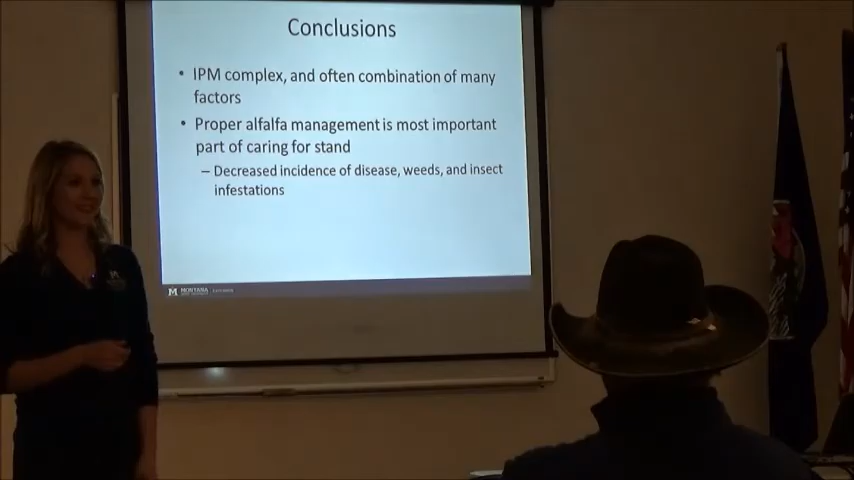 Conclusions
• IPM complex, and often combination of many
factors
• Proper alfalfa management is most important
part of caring for stand
– Decreased incidence of disease, weeds, and insect
infestations
M MONTANA